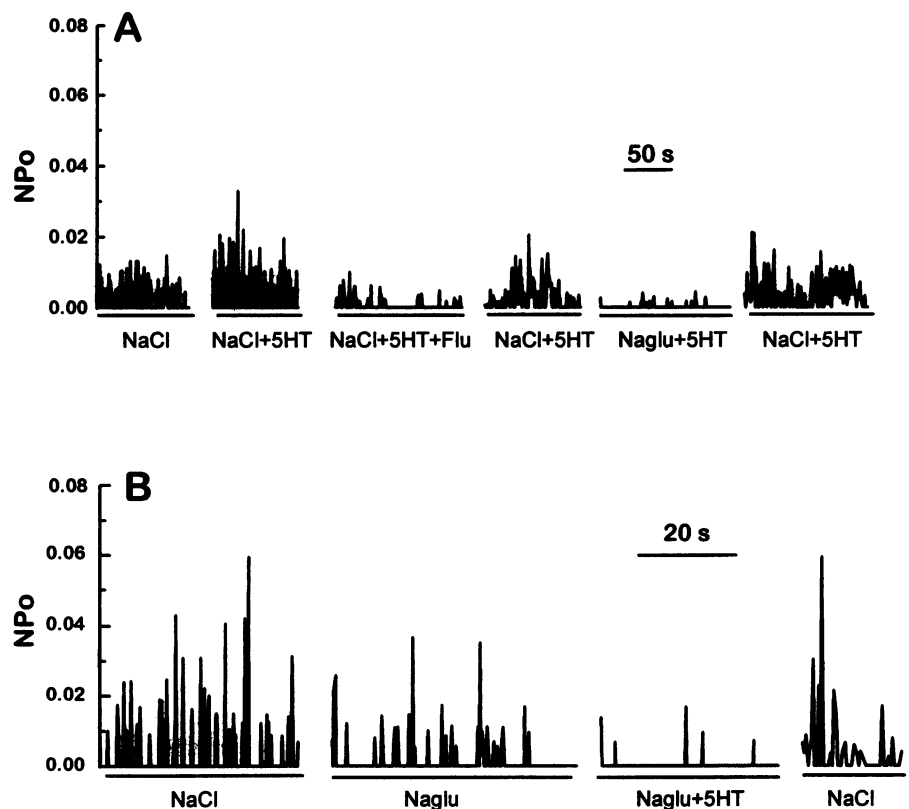 A
0.08
0.06
0.04
0.02
0.00
NPo
50 s
NaCl
NaCl+5HT
NaCl+5HT+Flu
NaCl+5HT
Naglu+5HT
NaCl+5HT
B
0.08
0.06
0.04
0.02
0.00
NPo
20 s
NaCl
Naglu
Naglu+5HT
NaCl